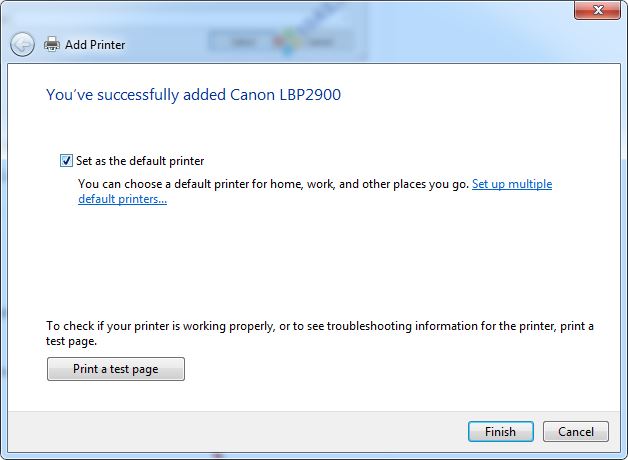 Add Printer
You've successfully added Canon LBP2900
Set as the default printer
You can choose a default printer for home, work, and other places you go. Set up multiple
default printers...
To check if your printer is working properly, or to see troubleshooting information for the printer, print a
test page.
Print a test page
Finish
Cancel